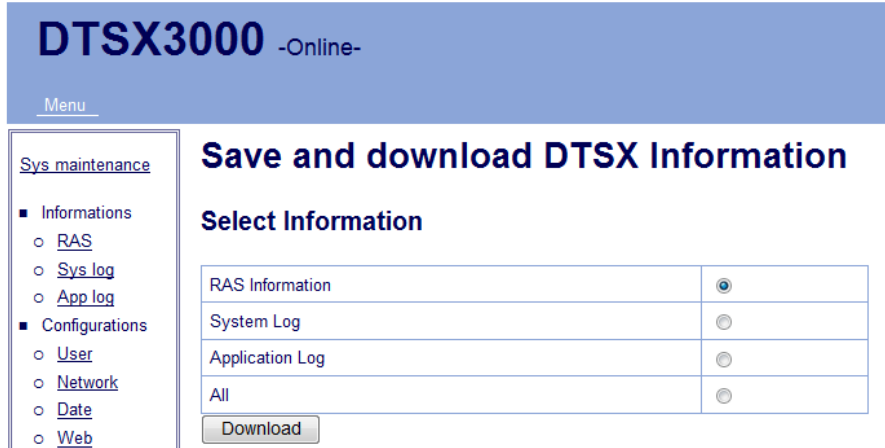 DTSX3000 -Online-
Menu
Sys maintenance
Informations
RAS
Sys log
App log
Configurations
User
Network
Date
Web
Save and download DTSX Information
Select Information
RAS Information
System Log
Application Log
All
Download